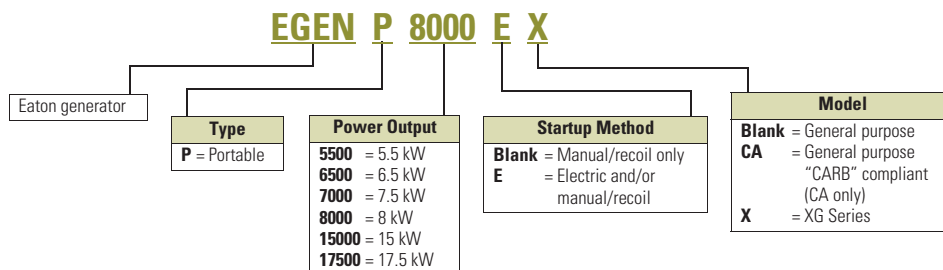 EGEN P 8000 E X
Eaton generator
Type
P = Portable
Power Output
5500 = 5.5 kW
6500 = 6.5 kW
7000 = 7.5 kW
8000 = 8 kW
15000 = 15 kW
17500 = 17.5 kW
Startup Method
Blank = Manual/recoil only
E = Electric and/or
manual/recoil
Model
Blank = General purpose
CA = General purpose
“CARB” compliant
(CA only)
X = XG Series